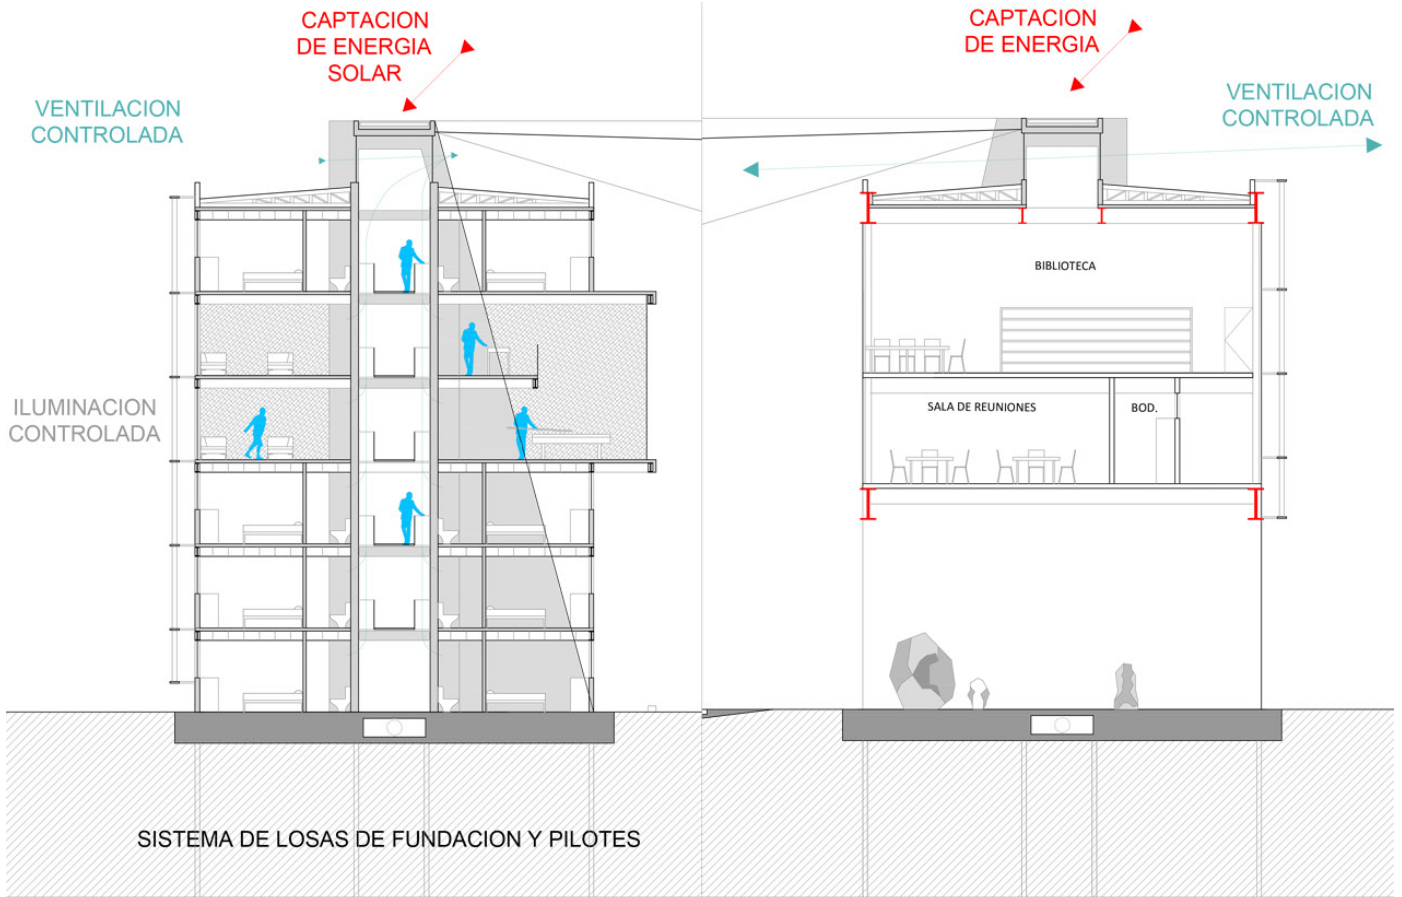 CAPTACION
DE ENERGIA
SOLAR
VENTILACION
CONTROLADA
ILUMINACION
CONTROLADA
SISTEMA DE LOSAS DE FUNDACION Y PILOTES
CAPTACION
DE ENERGIA
VENTILACION
CONTROLADA
BIBLIOTECA
SALA DE REUNIONES
BOD.